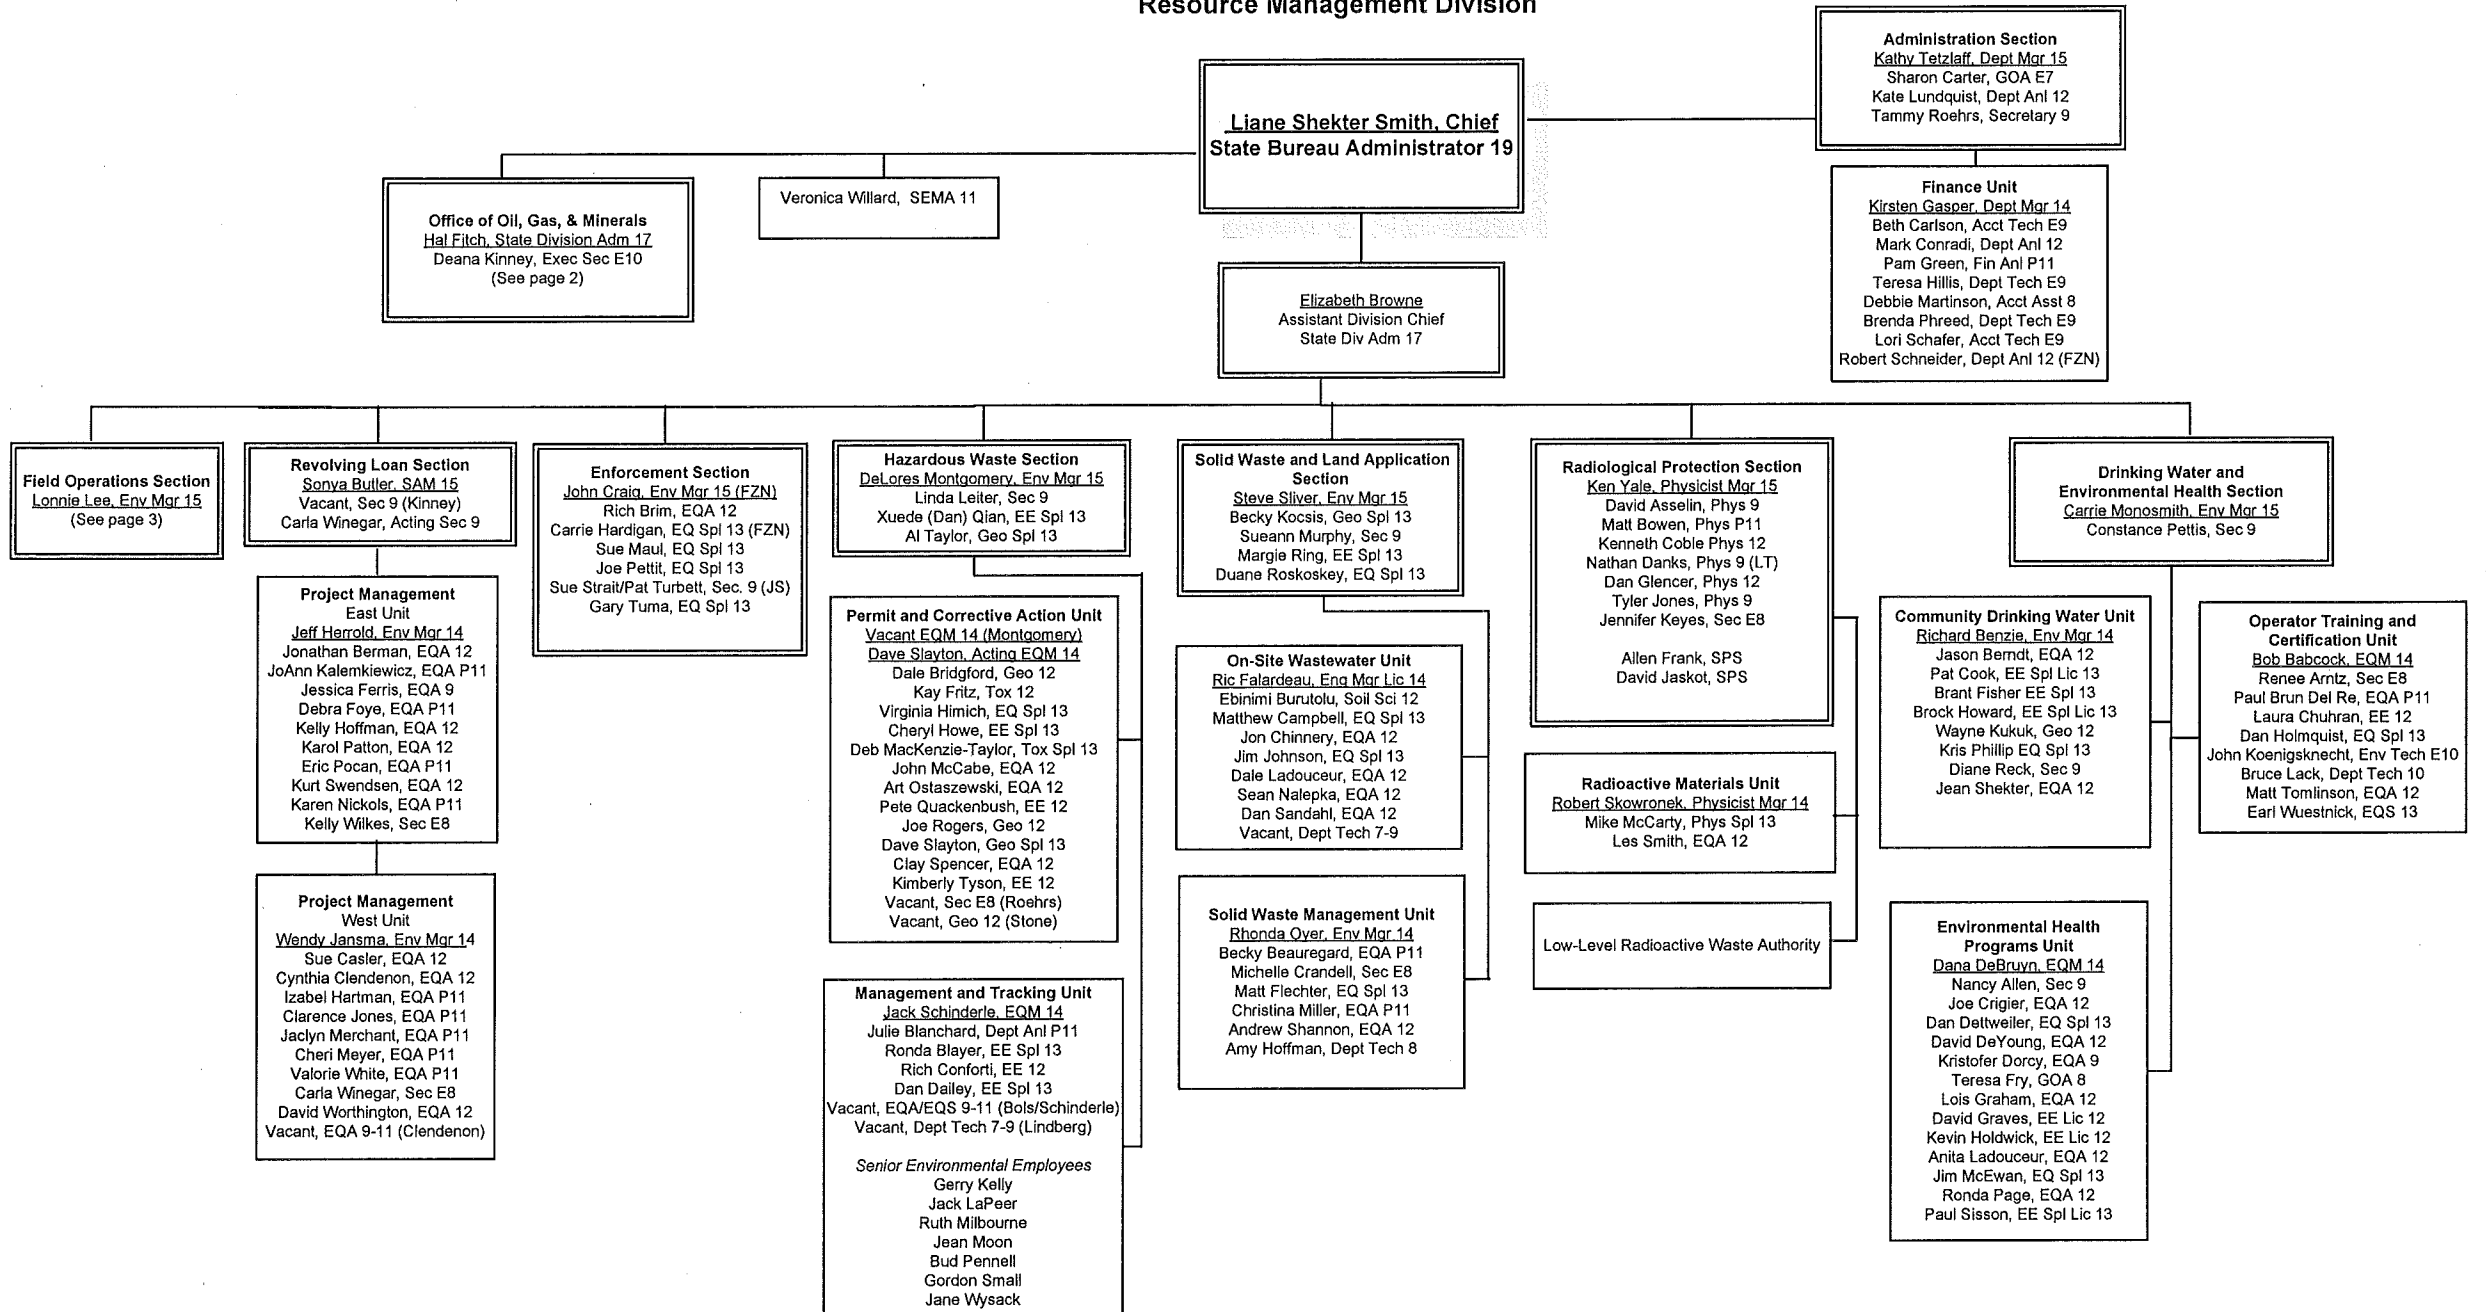 Resource Management Division
Administration Section
Kathy Tetzlaff, Dept Mgr 15
Sharon Carter, GOA E7
Kate Lundquist, Dept Anl 12
Tammy Roehrs, Secretary 9
Liane Shekter Smith, Chief
State Bureau Administrator 19
Finance Unit
Kirsten Gasper, Dept Mgr 14
Beth Carlson, Acct Tech E9
Mark Conradi, Dept Anl 12
Pam Green, Fin Anl P11
Teresa Hillis, Dept Tech E9
Debbie Martinson, Acct Asst 8
Brenda Phreed, Dept Tech E9
Lori Schafer, Acct Tech E9
Robert Schneider, Dept Anl 12 (FZN)
Office of Oil, Gas, & Minerals
Hal Fitch, State Division Adm 17
Deana Kinney, Exec Sec E10
(See page 2)
Veronica Willard, SEMA 11
Elizabeth Browne
Assistant Division Chief
State Div Adm 17
Field Operations Section
Lonnie Lee, Env Mgr 15
(See page 3)
Revolving Loan Section
Sonya Butler, SAM 15
Vacant, Sec 9 (Kinney)
Carla Winegar, Acting Sec 9
Project Management
East Unit
Jeff Herrold, Env Mgr 14
Jonathan Berman, EQA 12
JoAnn Kalemkiewicz, EQA P11
Jessica Ferris, EQA 9
Debra Foye, EQA P11
Kelly Hoffman, EQA 12
Karol Patton, EQA 12
Eric Pocan, EQA P11
Kurt Swendsen, EQA 12
Karen Nickols, EQA P11
Kelly Wilkes, Sec E8
Project Management
West Unit
Wendy Jansma, Env Mgr 14
Sue Casler, EQA 12
Cynthia Clendenon, EQA 12
Izabel Hartman, EQA P11
Clarence Jones, EQA P11
Jaclyn Merchant, EQA P11
Cheri Meyer, EQA P11
Valorie White, EQA P11
Carla Winegar, Sec E8
David Worthington, EQA 12
Vacant, EQA 9-11 (Clendenon)
Enforcement Section
John Craig, Env Mgr 15 (FZN)
Rich Brim, EQA 12
Carrie Hardigan, EQ Spl 13 (FZN)
Sue Maul, EQ Spl 13
Joe Pettit, EQ Spl 13
Sue Strait/Pat Turbett, Sec. 9 (JS)
Gary Tuma, EQ Spl 13
Hazardous Waste Section
DeLores Montgomery, Env Mgr 15
Linda Leiter, Sec 9
Xuede (Dan) Qian, EE Spl 13
Al Taylor, Geo Spl 13
Permit and Corrective Action Unit
Vacant EQM 14 (Montgomery)
Dave Slayton, Acting EQM 14
Dale Bridgford, Geo 12
Kay Fritz, Tox 12
Virginia Himich, EQ Spl 13
Cheryl Howe, EE Spl 13
Deb MacKenzie-Taylor, Tox Spl 13
John McCabe, EQA 12
Art Ostaszewski, EQA 12
Pete Quackenbush, EE 12
Joe Rogers, Geo 12
Dave Slayton, Geo Spl 13
Clay Spencer, EQA 12
Kimberly Tyson, EE 12
Vacant, Sec E8 (Roehrs)
Vacant, Geo 12 (Stone)
Management and Tracking Unit
Jack Schinderle, EQM 14
Julie Blanchard, Dept Anl P11
Ronda Blayer, EE Spl 13
Rich Conforti, EE 12
Dan Dailey, EE Spl 13
Vacant, EQA/EQS 9-11 (Bols/Schinderle)
Vacant, Dept Tech 7-9 (Lindberg)
Senior Environmental Employees
Gerry Kelly
Jack LaPeer
Ruth Milbourne
Jean Moon
Bud Pennell
Gordon Small
Jane Wysack
Solid Waste and Land Application
Section
Steve Sliver, Env Mgr 15
Becky Kocsis, Geo Spl 13
Sueann Murphy, Sec 9
Margie Ring, EE Spl 13
Duane Roskoskey, EQ Spl 13
On-Site Wastewater Unit
Ric Falardeau, Eng Mgr Lic 14
Ebinimi Burutolu, Soil Sci 12
Matthew Campbell, EQ Spl 13
Jon Chinnery, EQA 12
Jim Johnson, EQ Spl 13
Dale Ladouceur, EQA 12
Sean Nalepka, EQA 12
Dan Sandahl, EQA 12
Vacant, Dept Tech 7-9
Solid Waste Management Unit
Rhonda Oyer, Env Mgr 14
Becky Beauregard, EQA P11
Michelle Crandell, Sec E8
Matt Flechter, EQ Spl 13
Christina Miller, EQA P11
Andrew Shannon, EQA 12
Amy Hoffman, Dept Tech 8
Radiological Protection Section
Ken Yale, Physicist Mgr 15
David Asselin, Phys 9
Matt Bowen, Phys P11
Kenneth Coble Phys 12
Nathan Danks, Phys 9 (LT)
Dan Glencer, Phys 12
Tyler Jones, Phys 9
Jennifer Keyes, Sec E8
Allen Frank, SPS
David Jaskot, SPS
Radioactive Materials Unit
Robert Skowronek, Physicist Mgr 14
Mike McCarty, Phys Spl 13
Les Smith, EQA 12
Low-Level Radioactive Waste Authority
Drinking Water and
Environmental Health Section
Carrie Monosmith, Env Mgr 15
Constance Pettis, Sec 9
Community Drinking Water Unit
Richard Benzie, Env Mgr 14
Jason Berndt, EQA 12
Pat Cook, EE Spl Lic 13
Brant Fisher EE Spl 13
Brock Howard, EE Spl Lic 13
Wayne Kukuk, Geo 12
Kris Phillip EQ Spl 13
Diane Reck, Sec 9
Jean Shekter, EQA 12
Operator Training and
Certification Unit
Bob Babcock, EQM 14
Renee Arntz, Sec E8
Paul Brun Del Re, EQA P11
Laura Chuhran, EE 12
Dan Holmquist, EQ Spl 13
John Koenigsknecht, Env Tech E10
Bruce Lack, Dept Tech 10
Matt Tomlinson, EQA 12
Earl Wuestnick, EQS 13
Environmental Health
Programs Unit
Dana DeBruyn, EQM 14
Nancy Allen, Sec 9
Joe Crigier, EQA 12
Dan Dettweiler, EQ Spl 13
David DeYoung, EQA 12
Kristofer Dorcy, EQA 9
Teresa Fry, GOA 8
Lois Graham, EQA 12
David Graves, EE Lic 12
Kevin Holdwick, EE Lic 12
Anita Ladouceur, EQA 12
Jim McEwan, EQ Spl 13
Ronda Page, EQA 12
Paul Sisson, EE Spl Lic 13